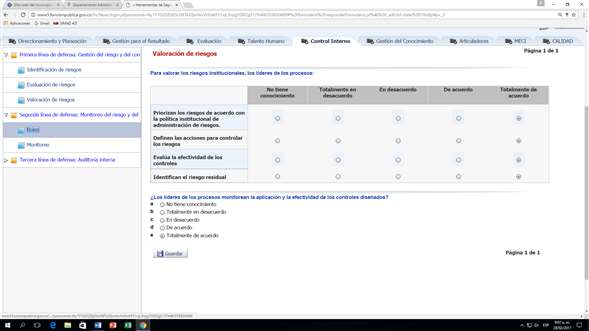 Aplicaciones Gmail SMAD 4.0
Direccionamiento y Planeación Gestión para el Resultado Evaluación Talento Humano Control Interno Gestión del Conocimiento Articuladores MECI CALIDAD
Página 1 de 1
Primera línea de defensa: Gestión del riesgo y del con
Identificación de riesgos
Evaluación de riesgos
Valoración de riesgos
Segunda línea de defensa: Monitoreo del riesgo y del
Roles
Monitoreo
Tercera línea de defensa: Auditoría interna
Valoración de riesgos
Para valorar los riesgos institucionales, los líderes de los procesos:
No tiene conocimiento Totalmente en desacuerdo En desacuerdo De acuerdo Totalmente de acuerdo
Priorizan los riesgos de acuerdo con
la política institucional de
administración de riesgos.
Definen las acciones para controlar
los riesgos
Evalúa la efectividad de los
controles
Identifican el riesgo residual
¿Los líderes de los procesos monitorean la aplicación y la efectividad de los controles diseñados?
a No tiene conocimiento
b Totalmente en desacuerdo
c En desacuerdo
d De acuerdo
e Totalmente de acuerdo
Guardar
Página 1 de 1
ESP